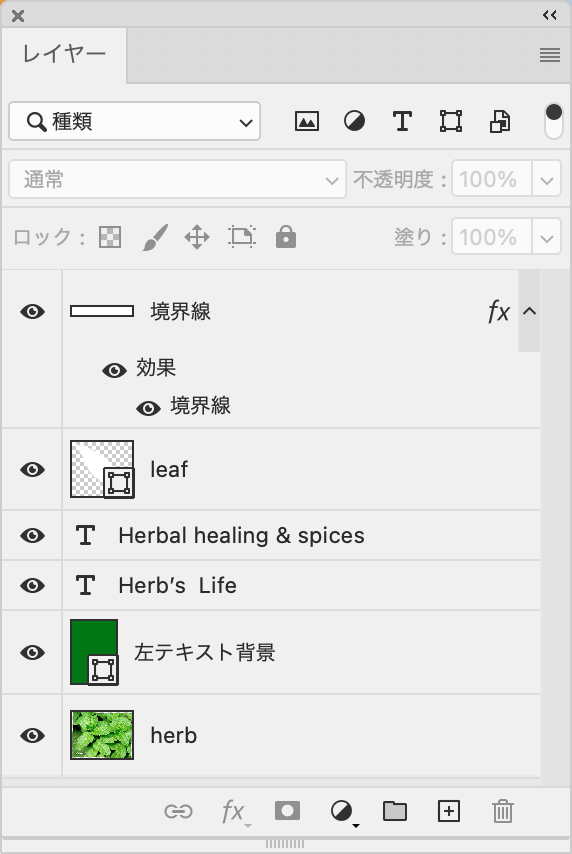 レイヤー
種類
通常 不透明度： 100%
ロック： 塗り： 100%
境界線 fx
効果
境界線
leaf
T Herbal healing & spices
T Herb’s  Life
左テキスト背景
herb
fx